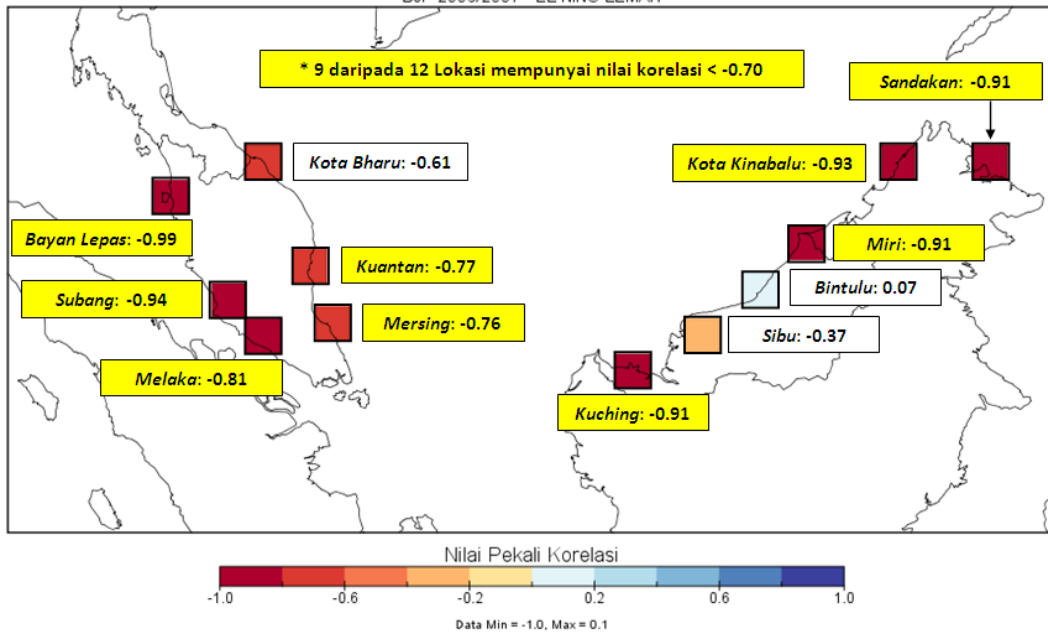 * 9 daripada 12 Lokasi mempunyai nilai korelasi < -0.70
Sandakan: -0.91
Kota Bharu: -0.61
Kota Kinabalu: -0.93
Bayan Lepas: -0.99
Kuantan: -0.77
Miri: -0.91
Subang: -0.94
Bintulu: 0.07
Mersing: -0.76
Sibu: -0.37
Melaka: -0.81
Kuching: -0.91
Nilai Pekali Korelasi
-1.0 -0.6 -0.2 0.2 0.6 1.0
Data Min = -1.0, Max = 0.1